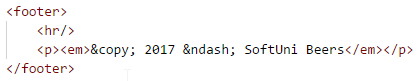 <footer>
    <hr/>
    <p><em>&copy; 2017 &ndash; SoftUni Beers</em></p>
</footer>